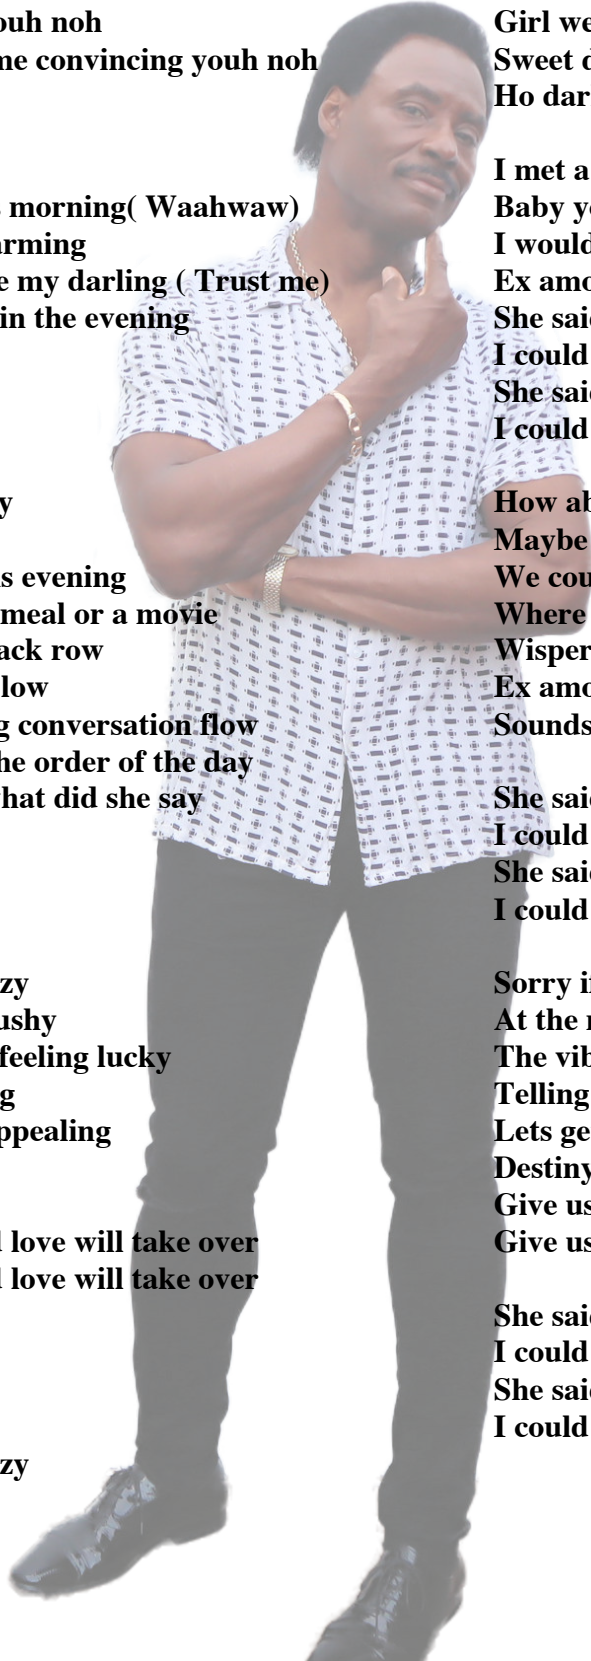 ouh noh
me convincing youh noh
s morning( Waahwaw)
arming
e my darling ( Trust me)
in the evening
y
is evening
meal or a movie
ack row
low
g conversation flow
he order of the day
hat did she say
zy
ushy
feeling lucky
g
ppealing
l love will take over
l love will take over
zy
Girl we
Sweet d
Ho dar
I met a
Baby yo
I would
Ex amo
She said
I could
She said
I could
How ab
Maybe
We cou
Where
Wisper
Ex amo
Sounds
She said
I could
She said
I could
Sorry if
At the r
The vib
Telling
Lets ge
Destiny
Give us
Give us
She said
I could
She said
I could